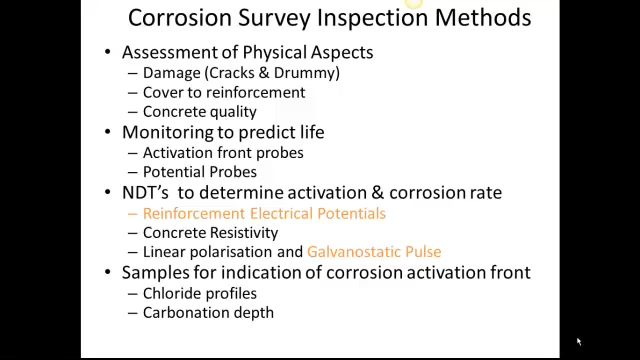 Corrosion Survey Inspection Methods
• Assessment of Physical Aspects
– Damage (Cracks & Drummy)
– Cover to reinforcement
– Concrete quality
• Monitoring to predict life
– Activation front probes
– Potential Probes
• NDT's to determine activation & corrosion rate
– Reinforcement Electrical Potentials
– Concrete Resistivity
– Linear polarisation and Galvanostatic Pulse
• Samples for indication of corrosion activation front
– Chloride profiles
– Carbonation depth